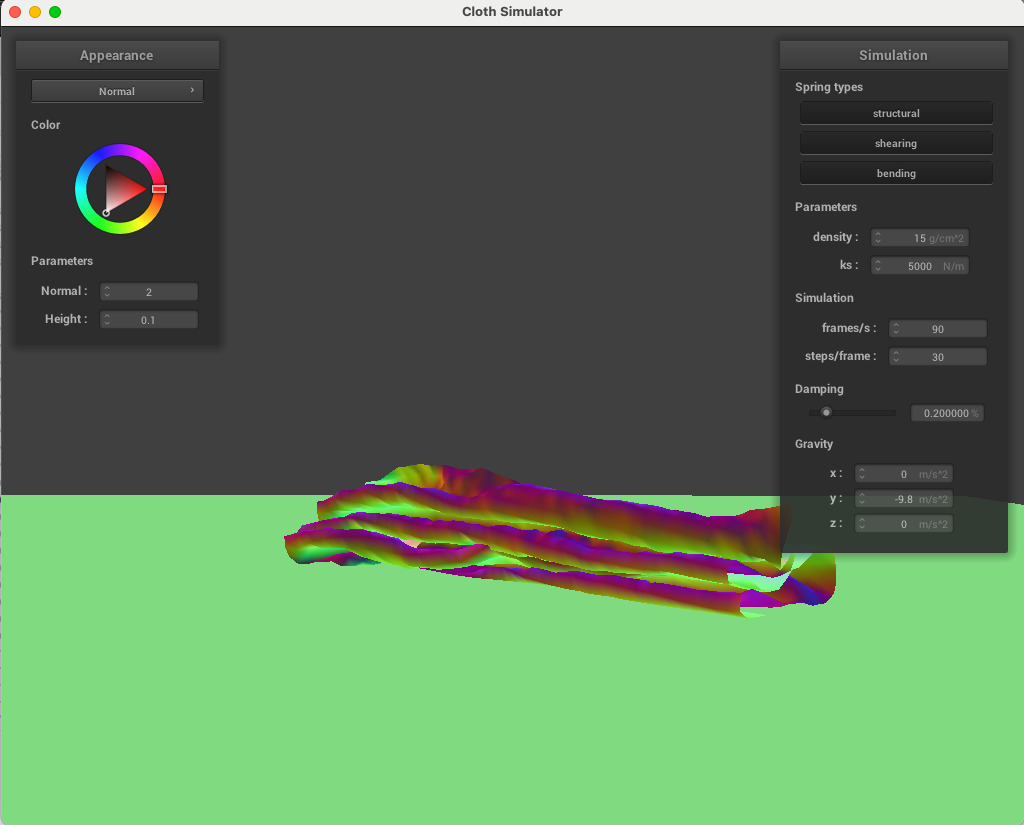 Cloth Simulator
Appearance
Normal ›
Color
Parameters
Normal : 2
Height : 0.1
Simulation
Spring types
structural
shearing
bending
Parameters
density : 15 g/cm^2
ks : 5000 N/m
Simulation
frames/s : 90
steps/frame : 30
Damping
0.200000 %
Gravity
x : 0 m/s^2
y : -9.8 m/s^2
z : 0 m/s^2